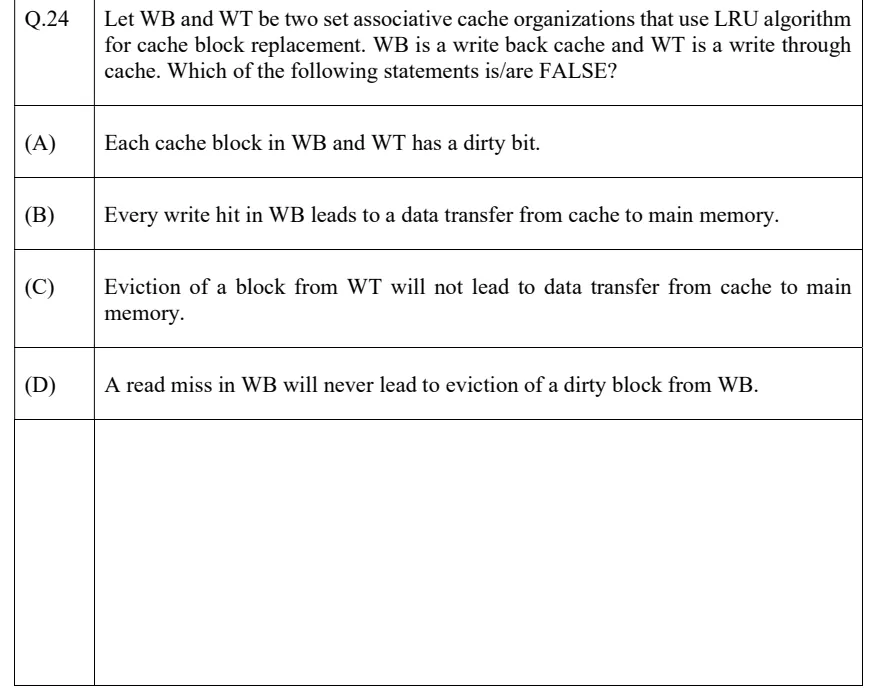 Q.24 Let WB and WT be two set associative cache organizations that use LRU algorithm
for cache block replacement. WB is a write back cache and WT is a write through
cache. Which of the following statements is/are FALSE?
(A) Each cache block in WB and WT has a dirty bit.
(B) Every write hit in WB leads to a data transfer from cache to main memory.
(C) Eviction of a block from WT will not lead to data transfer from cache to main
memory.
(D) A read miss in WB will never lead to eviction of a dirty block from WB.